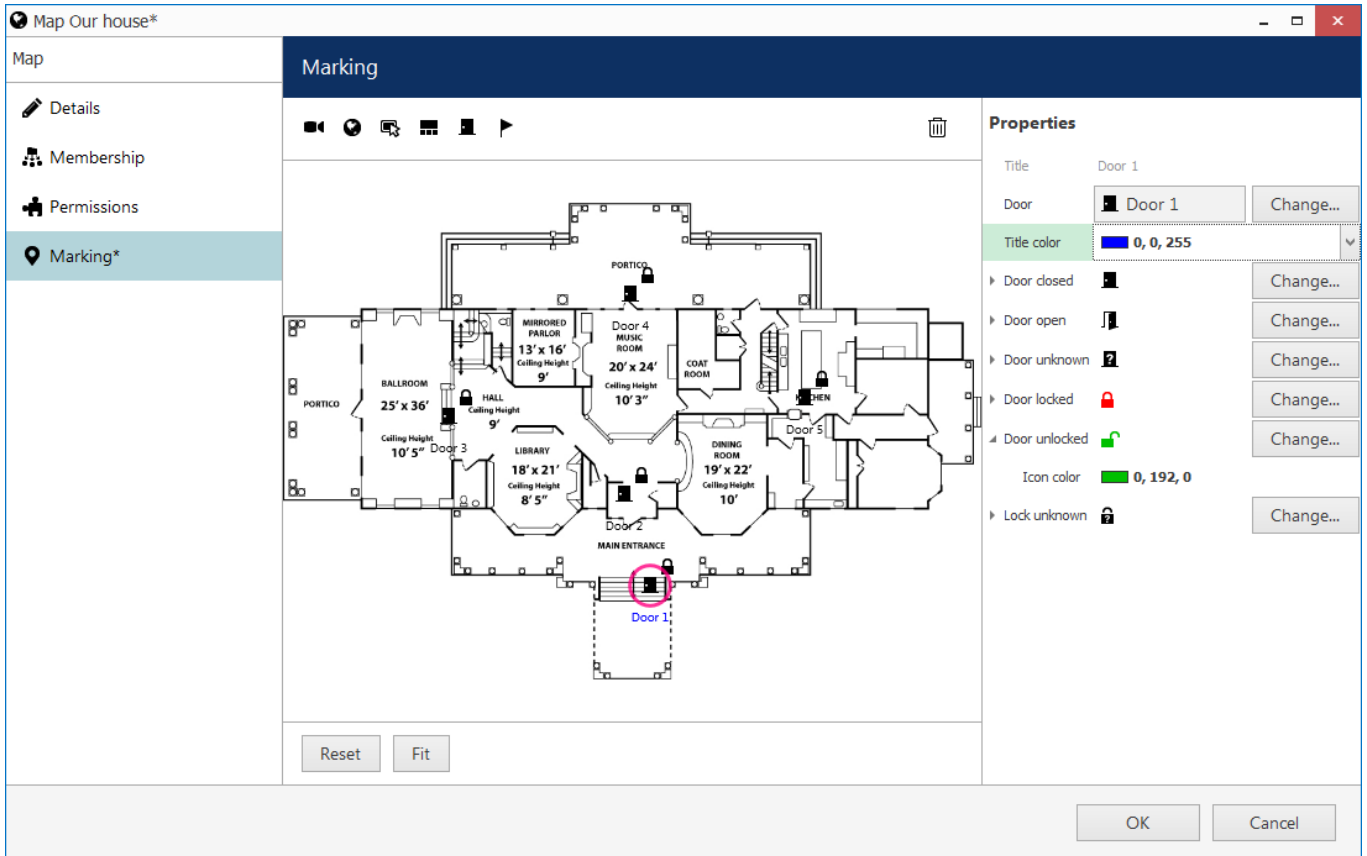 Map Our house*
Map
Details
Membership
Permissions
Marking*
Marking
PORTICO
Door 4
MUSIC
ROOM
20' x 24'
Ceiling Height
10' 3"
MIRRORED
PARLOR
13' x 16'
Ceiling Height
9'
COAT
ROOM
BALLROOM
25' x 36'
Ceiling Height
10' 5"
PORTICO
HALL
Ceiling Height
9'
Door 3
KITCHEN
Door 5
LIBRARY
18' x 21'
Ceiling Height
8' 5"
DINING
ROOM
19' x 22'
Ceiling Height
10'
Door 2
MAIN ENTRANCE
Door 1
Reset
Fit
Properties
Title Door 1
Door Door 1 Change...
Title color 0, 0, 255
Door closed Change...
Door open Change...
Door unknown Change...
Door locked Change...
Door unlocked Change...
Icon color 0, 192, 0
Lock unknown Change...
OK
Cancel